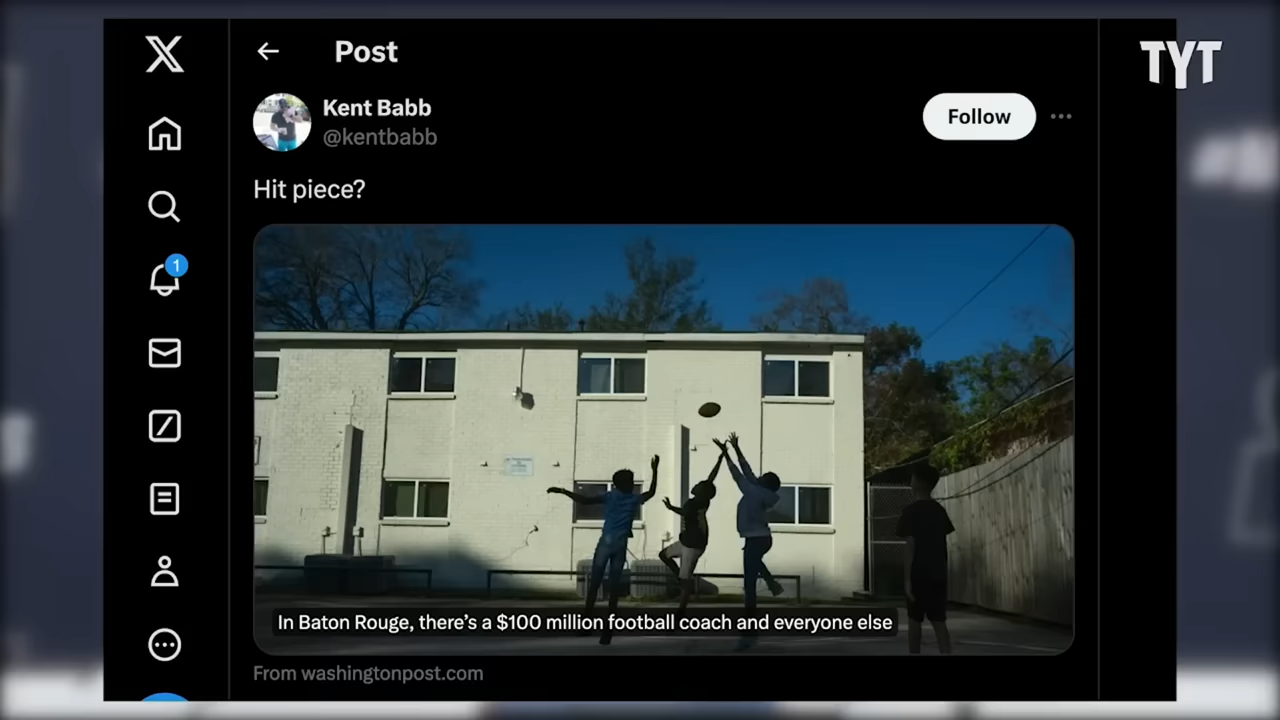 Post
TYT
Kent Babb
@kentbabb
Follow
Hit piece?
1
In Baton Rouge, there's a $100 million football coach and everyone else
From washingtonpost.com